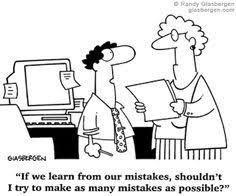 © Randy Glasbergen
glasbergen.com
GLASBERGEN
"If we learn from our mistakes, shouldn't
I try to make as many mistakes as possible?"